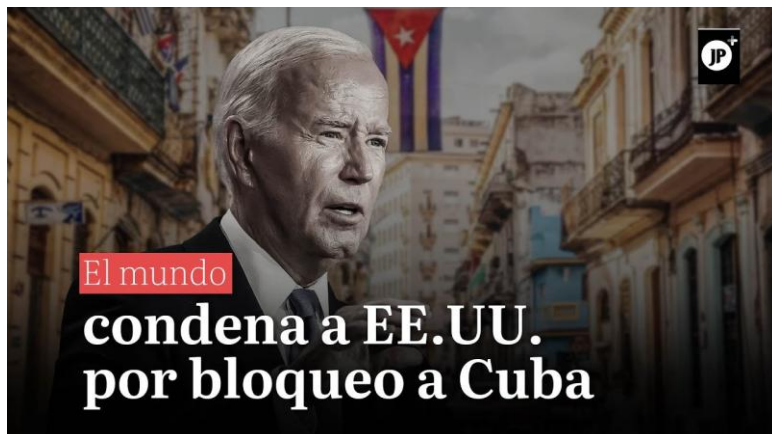 JP+
El mundo
condena a EE.UU.
por bloqueo a Cuba